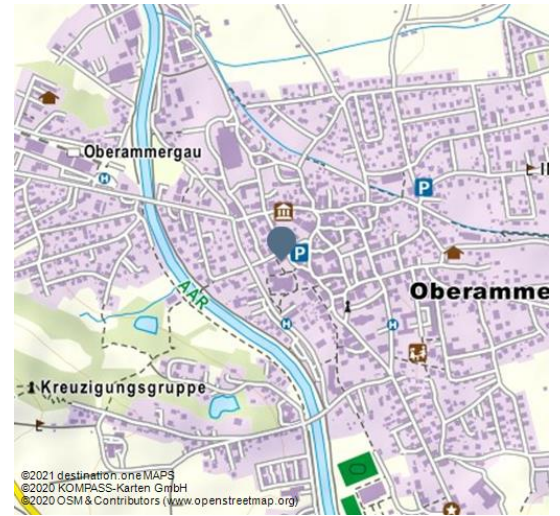 Oberammergau
H
P
P
AAR
H
H
Oberamme
Kreuzigungsgruppe
©2021 destination.one MAPS
©2020 KOMPASS-Karten GmbH
©2020 OSM & Contributors (www.openstreetmap.org)